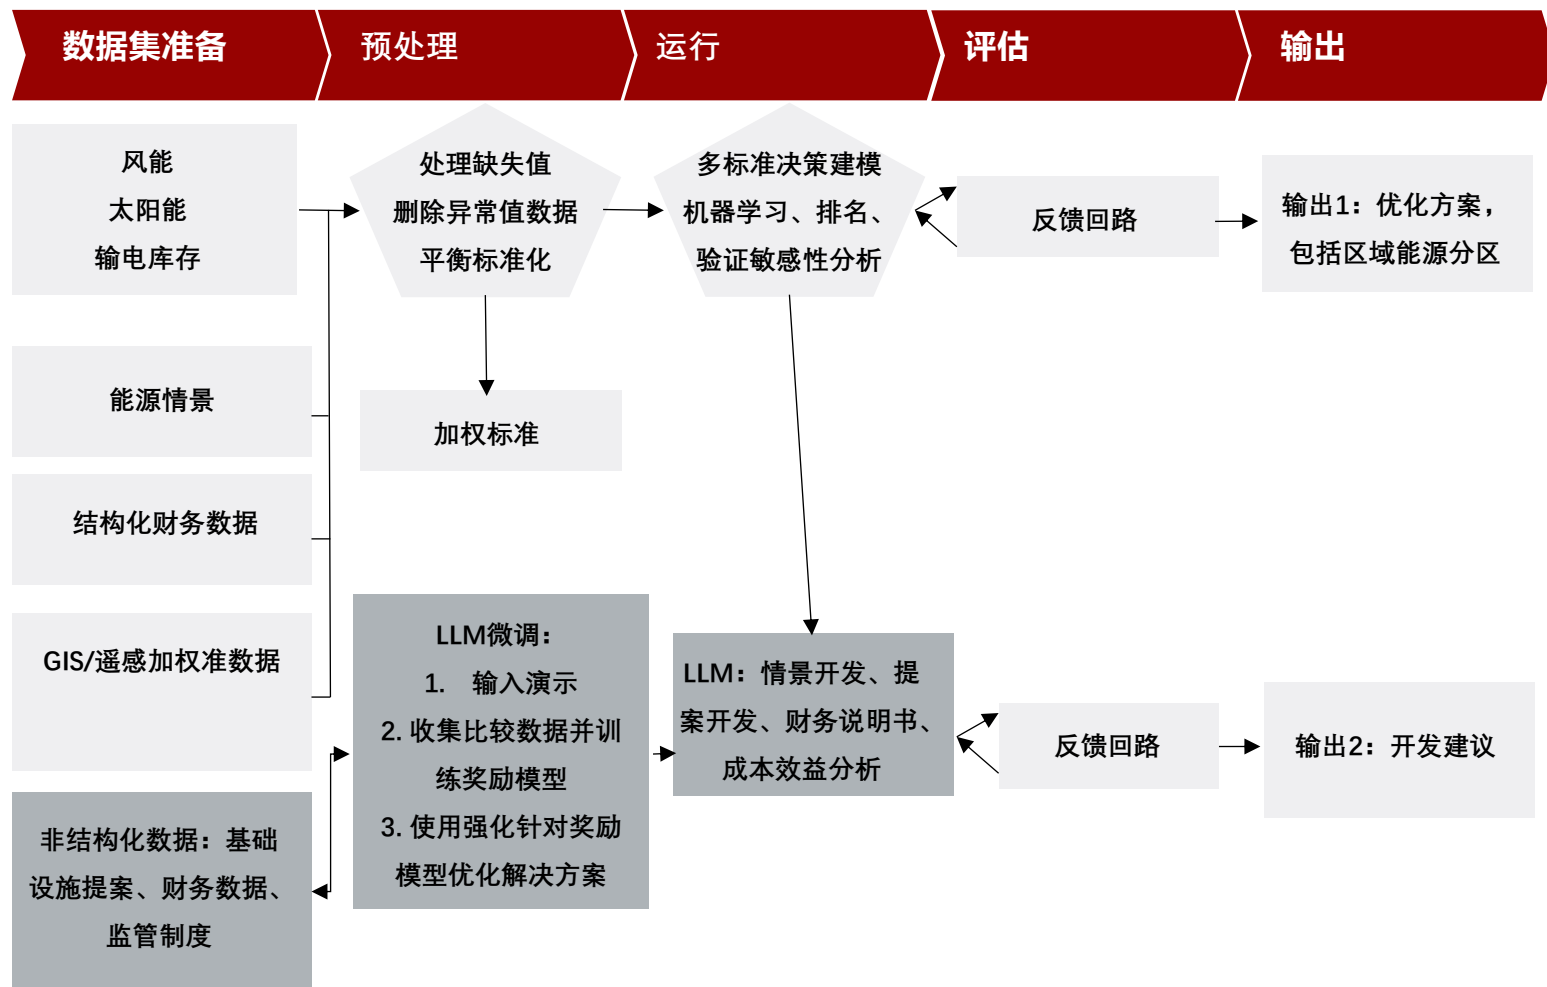 数据集准备
预处理
运行
评估
输出
风能
太阳能
输电库存
处理缺失值
删除异常值数据
平衡标准化
多标准决策建模
机器学习、排名、
验证敏感性分析
反馈回路
输出1：优化方案，
包括区域能源分区
能源情景
加权标准
结构化财务数据
GIS/遥感加权准数据
LLM微调：
1. 输入演示
2. 收集比较数据并训
练奖励模型
3. 使用强化针对奖励
模型优化解决方案
LLM：情景开发、提
案开发、财务说明书、
成本效益分析
反馈回路
输出2：开发建议
非结构化数据：基础
设施提案、财务数据、
监管制度